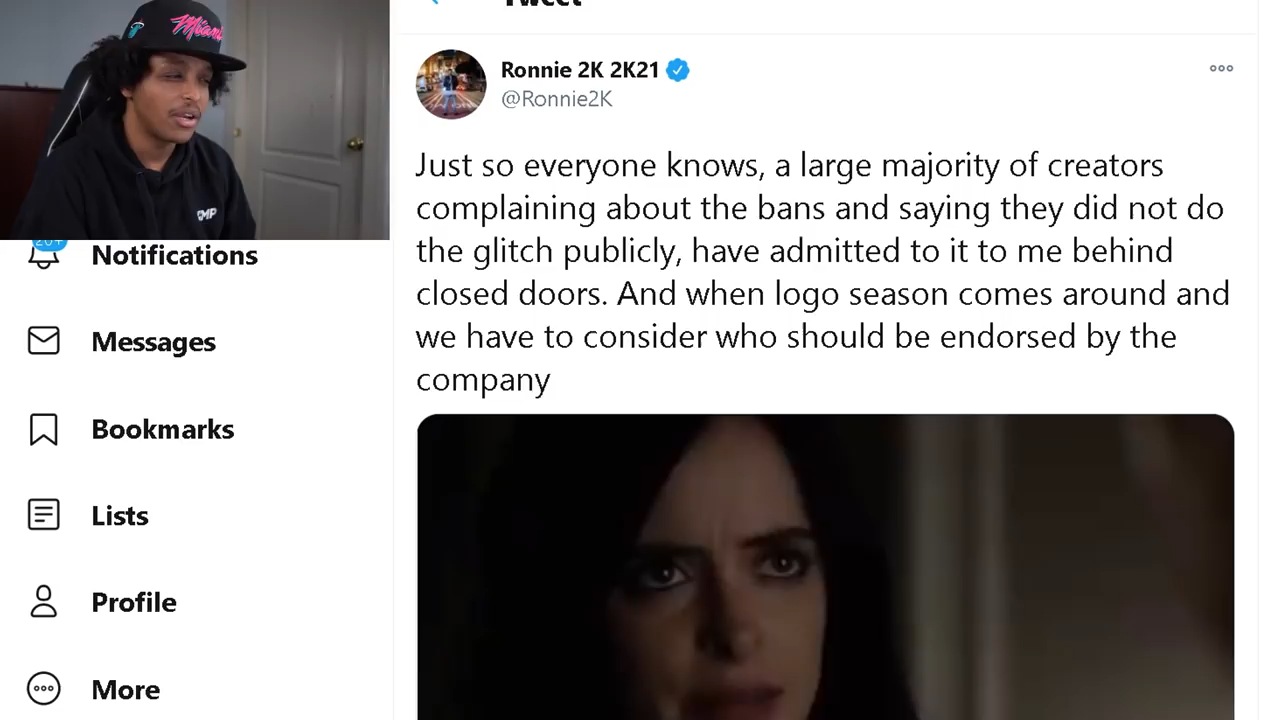 Miami
Tweet
Ronnie 2K 2K21
@Ronnie2K
Just so everyone knows, a large majority of creators
complaining about the bans and saying they did not do
the glitch publicly, have admitted to it to me behind
closed doors. And when logo season comes around and
we have to consider who should be endorsed by the
company
20+
Notifications
Messages
Bookmarks
Lists
Profile
More